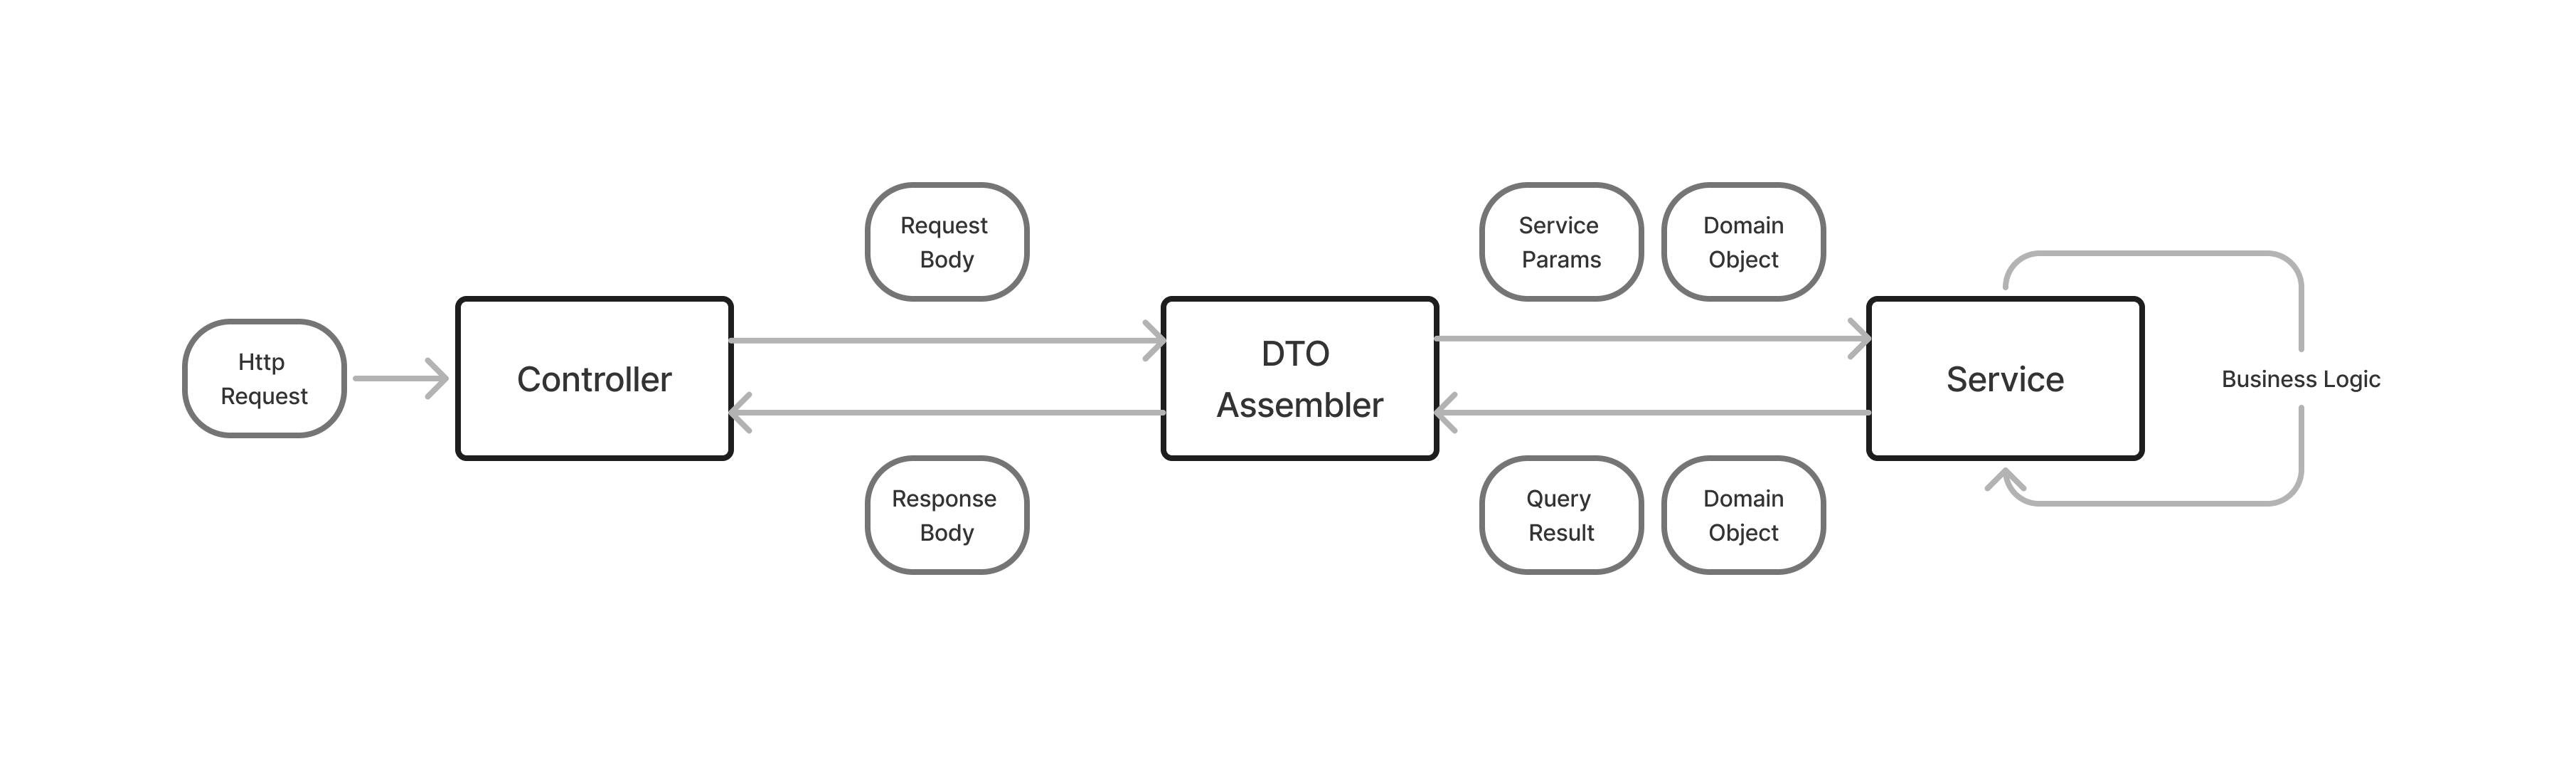 Http
Request
Controller
Request
Body
Response
Body
DTO
Assembler
Service
Params
Domain
Object
Query
Result
Domain
Object
Service
Business Logic